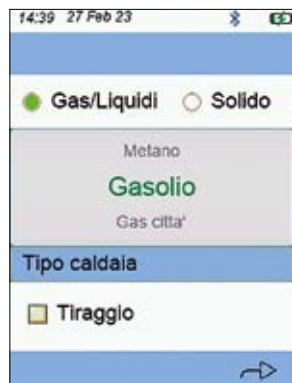 14:39 27 Feb 23
Gas/Liquidi Solido
Metano
Gasolio
Gas citta'
Tipo caldaia
Tiraggio